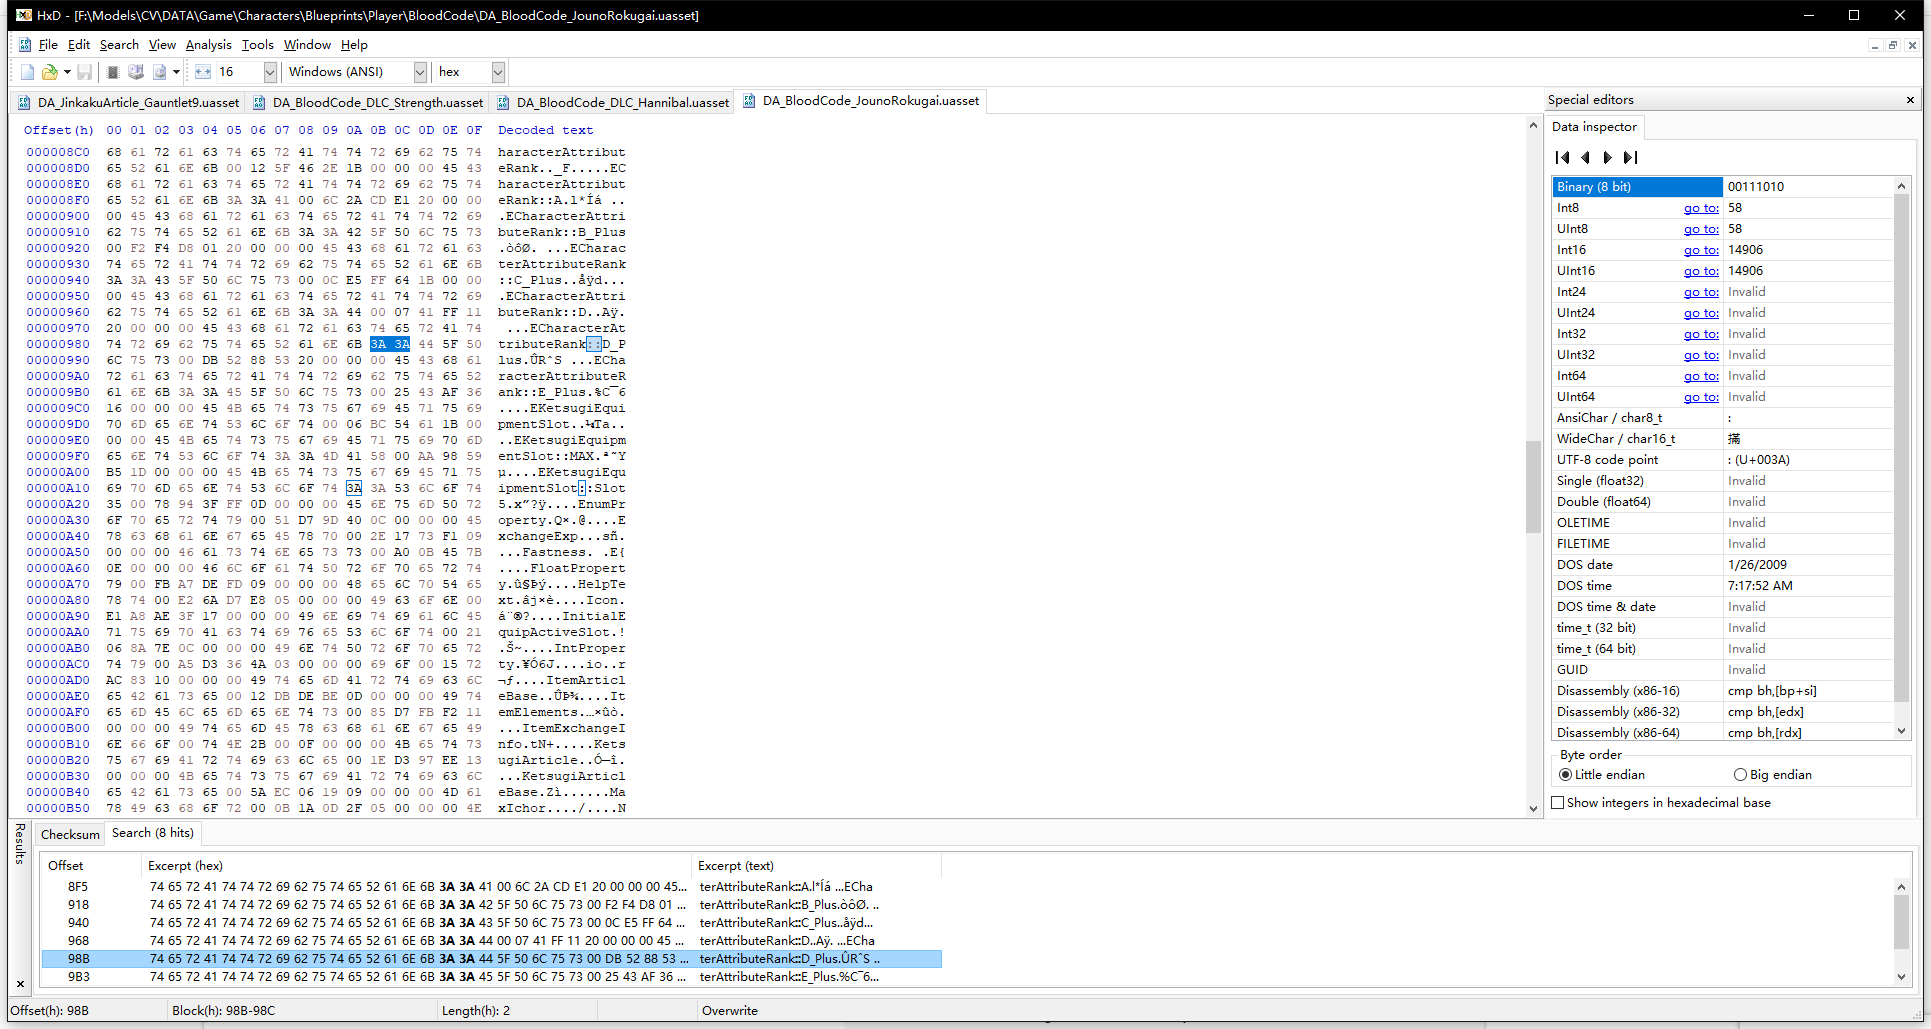 HxD - [F:\Models\CV\DATA\Game\Characters\Blueprints\Player\BloodCode\DA_BloodCode_JounoRokugai.uasset]
File Edit Search View Analysis Tools Window Help
16 Windows (ANSI) hex
DA_JinkakuArticle_Gauntlet9.uasset DA_BloodCode_DLC_Strength.uasset DA_BloodCode_DLC_Hannibal.uasset DA_BloodCode_JounoRokugai.uasset
Offset(h) 00 01 02 03 04 05 06 07 08 09 0A 0B 0C 0D 0E 0F Decoded text
000008C0 68 61 72 61 63 74 65 72 41 74 74 72 69 62 75 74 haracterAttribut
000008D0 65 52 61 6E 6B 00 12 5F 46 2E 1B 00 00 00 45 43 eRank.._F.....EC
000008E0 68 61 72 61 63 74 65 72 41 74 74 72 69 62 75 74 haracterAttribut
000008F0 65 52 61 6E 6B 3A 3A 41 00 6C 2A CD E1 20 00 00 eRank::A.l*Íá ..
00000900 00 45 43 68 61 72 61 63 74 65 72 41 74 74 72 69 .ECharacterAttri
00000910 62 75 74 65 52 61 6E 6B 3A 3A 42 5F 50 6C 75 73 buteRank::B_Plus
00000920 00 F2 F4 D8 01 20 00 00 00 45 43 68 61 72 61 63 .òôØ. ...ECharac
00000930 74 65 72 41 74 74 72 69 62 75 74 65 52 61 6E 6B terAttributeRank
00000940 3A 3A 43 5F 50 6C 75 73 00 0C E5 FF 64 1B 00 00 ::C_Plus..åÿd...
00000950 00 45 43 68 61 72 61 63 74 65 72 41 74 74 72 69 .ECharacterAttri
00000960 62 75 74 65 52 61 6E 6B 3A 3A 44 00 07 41 FF 11 buteRank::D..Aÿ.
00000970 20 00 00 00 45 43 68 61 72 61 63 74 65 72 41 74 ...ECharacterAt
00000980 74 72 69 62 75 74 65 52 61 6E 6B 3A 3A 44 5F 50 tributeRank::D_P
00000990 6C 75 73 00 DB 52 88 53 20 00 00 00 45 43 68 61 lus.ÛRˆS ...ECha
000009A0 72 61 63 74 65 72 41 74 74 72 69 62 75 74 65 52 racterAttributeR
000009B0 61 6E 6B 3A 3A 45 5F 50 6C 75 73 00 25 43 AF 36 ank::E_Plus.%C¯6
000009C0 16 00 00 00 45 4B 65 74 73 75 67 69 45 71 75 69 ....EKetsugiEqui
000009D0 70 6D 65 6E 74 53 6C 6F 74 00 06 BC 54 61 1B 00 pmentSlot..¼Ta..
000009E0 00 00 45 4B 65 74 73 75 67 69 45 71 75 69 70 6D ..EKetsugiEquipm
000009F0 65 6E 74 53 6C 6F 74 3A 3A 4D 41 58 00 AA 98 59 entSlot::MAX.ª˜Y
00000A00 B5 1D 00 00 00 45 4B 65 74 73 75 67 69 45 71 75 µ....EKetsugiEqu
00000A10 69 70 6D 65 6E 74 53 6C 6F 74 3A 3A 53 6C 6F 74 ipmentSlot::Slot
00000A20 35 00 78 94 3F FF 0D 00 00 00 45 6E 75 6D 50 72 5.x”?ÿ....EnumPr
00000A30 6F 70 65 72 74 79 00 51 D7 9D 40 0C 00 00 00 45 operty.Q×.@....E
00000A40 78 63 68 61 6E 67 65 45 78 70 00 2E 17 73 F1 09 xchangeExp...sñ.
00000A50 00 00 00 46 61 73 74 6E 65 73 73 00 A0 0B 45 7B ...Fastness. .E{
00000A60 0E 00 00 00 46 6C 6F 61 74 50 72 6F 70 65 72 74 ....FloatPropert
00000A70 79 00 FB A7 DE FD 09 00 00 00 48 65 6C 70 54 65 y.û§Þý....HelpTe
00000A80 78 74 00 E2 6A D7 E8 05 00 00 00 49 63 6F 6E 00 xt.âj×è....Icon.
00000A90 E1 A8 AE 3F 17 00 00 00 49 6E 69 74 69 61 6C 45 á¨®?....InitialE
00000AA0 71 75 69 70 41 63 74 69 76 65 53 6C 6F 74 00 21 quipActiveSlot.!
00000AB0 06 8A 7E 0C 00 00 00 49 6E 74 50 72 6F 70 65 72 .Š~....IntProper
00000AC0 74 79 00 A5 D3 36 4A 03 00 00 00 69 6F 00 15 72 ty.¥Ó6J....io..r
00000AD0 AC 83 10 00 00 00 49 74 65 6D 41 72 74 69 63 6C ¬ƒ....ItemArticl
00000AE0 65 42 61 73 65 00 12 DB DE BE 0D 00 00 00 49 74 eBase..ÛÞ¾....It
00000AF0 65 6D 45 6C 65 6D 65 6E 74 73 00 85 D7 FB F2 11 emElements.…×ûò.
00000B00 00 00 00 49 74 65 6D 45 78 63 68 61 6E 67 65 49 ...ItemExchangeI
00000B10 6E 66 6F 00 74 4E 2B 00 0F 00 00 00 4B 65 74 73 nfo.tN+.....Kets
00000B20 75 67 69 41 72 74 69 63 6C 65 00 1E D3 97 EE 13 ugiArticle..Ó—î.
00000B30 00 00 00 4B 65 74 73 75 67 69 41 72 74 69 63 6C ...KetsugiArticl
00000B40 65 42 61 73 65 00 5A EC 06 19 09 00 00 00 4D 61 eBase.Zì......Ma
00000B50 78 49 63 68 6F 72 00 0B 1A 0D 2F 05 00 00 00 4E xIchor..../....N
Special editors
Data inspector
Binary (8 bit) 00111010
Int8 go to: 58
UInt8 go to: 58
Int16 go to: 14906
UInt16 go to: 14906
Int24 go to: Invalid
UInt24 go to: Invalid
Int32 go to: Invalid
UInt32 go to: Invalid
Int64 go to: Invalid
UInt64 go to: Invalid
AnsiChar / char8_t :
WideChar / char16_t 㨺
UTF-8 code point : (U+003A)
Single (float32) Invalid
Double (float64) Invalid
OLETIME Invalid
FILETIME Invalid
DOS date 1/26/2009
DOS time 7:17:52 AM
DOS time & date Invalid
time_t (32 bit) Invalid
time_t (64 bit) Invalid
GUID Invalid
Disassembly (x86-16) cmp bh,[bp+si]
Disassembly (x86-32) cmp bh,[edx]
Disassembly (x86-64) cmp bh,[rdx]
Byte order
Little endian Big endian
Show integers in hexadecimal base
Results
Checksum Search (8 hits)
Offset Excerpt (hex) Excerpt (text)
8F5 74 65 72 41 74 74 72 69 62 75 74 65 52 61 6E 6B 3A 3A 41 00 6C 2A CD E1 20 00 00 00 45... terAttributeRank::A.l*Íá ...ECha
918 74 65 72 41 74 74 72 69 62 75 74 65 52 61 6E 6B 3A 3A 42 5F 50 6C 75 73 00 F2 F4 D8 01 ... terAttributeRank::B_Plus.òôØ. ..
940 74 65 72 41 74 74 72 69 62 75 74 65 52 61 6E 6B 3A 3A 43 5F 50 6C 75 73 00 0C E5 FF 64 ... terAttributeRank::C_Plus..åÿd...
968 74 65 72 41 74 74 72 69 62 75 74 65 52 61 6E 6B 3A 3A 44 00 07 41 FF 11 20 00 00 00 45 ... terAttributeRank::D..Aÿ. ...ECha
98B 74 65 72 41 74 74 72 69 62 75 74 65 52 61 6E 6B 3A 3A 44 5F 50 6C 75 73 00 DB 52 88 53 ... terAttributeRank::D_Plus.ÛRˆS ..
9B3 74 65 72 41 74 74 72 69 62 75 74 65 52 61 6E 6B 3A 3A 45 5F 50 6C 75 73 00 25 43 AF 36 ... terAttributeRank::E_Plus.%C¯6...
Offset(h): 98B Block(h): 98B-98C Length(h): 2 Overwrite